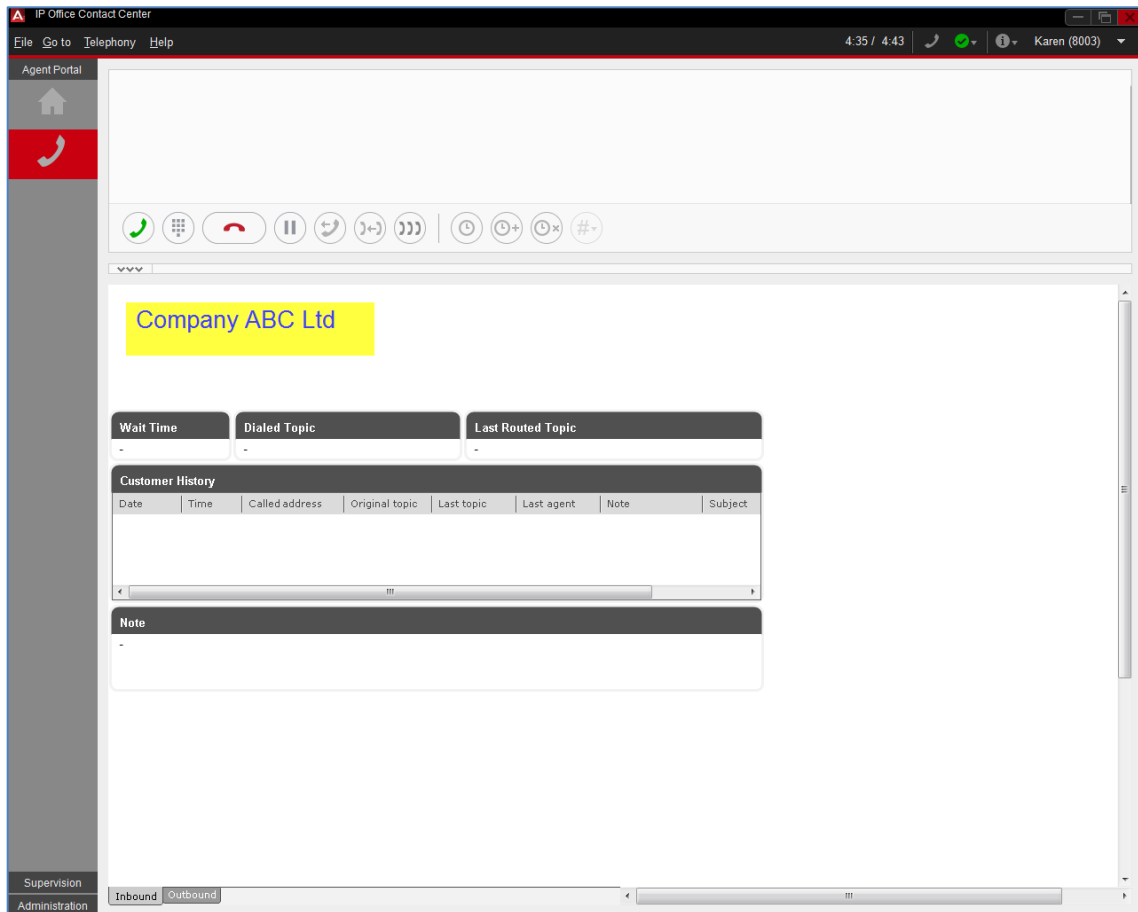 IP Office Contact Center
File Go to Telephony Help 4:35 / 4:43 Karen (8003)
Agent Portal
Company ABC Ltd
Wait Time Dialed Topic Last Routed Topic
- - -
Customer History
Date Time Called address Original topic Last topic Last agent Note Subject
Note
-
Supervision
Administration
Inbound Outbound